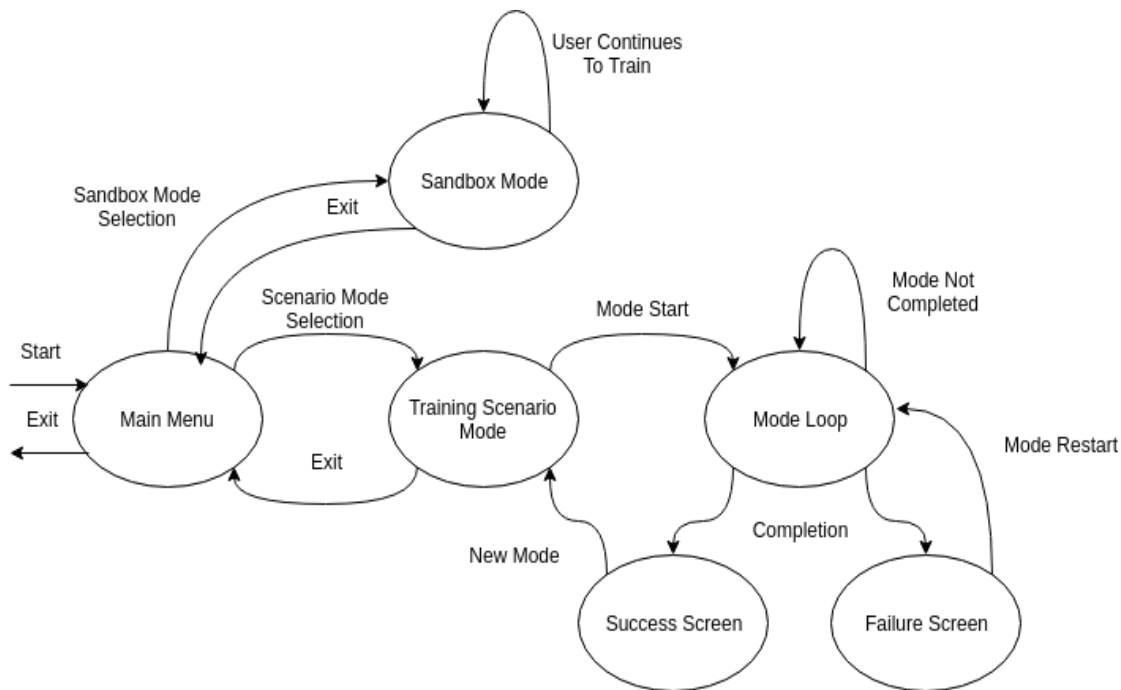 User Continues
To Train
Sandbox Mode
Sandbox Mode
Selection
Exit
Mode Not
Completed
Scenario Mode
Selection
Mode Start
Start
Exit
Main Menu
Training Scenario
Mode
Mode Loop
Mode Restart
Exit
Completion
New Mode
Success Screen
Failure Screen